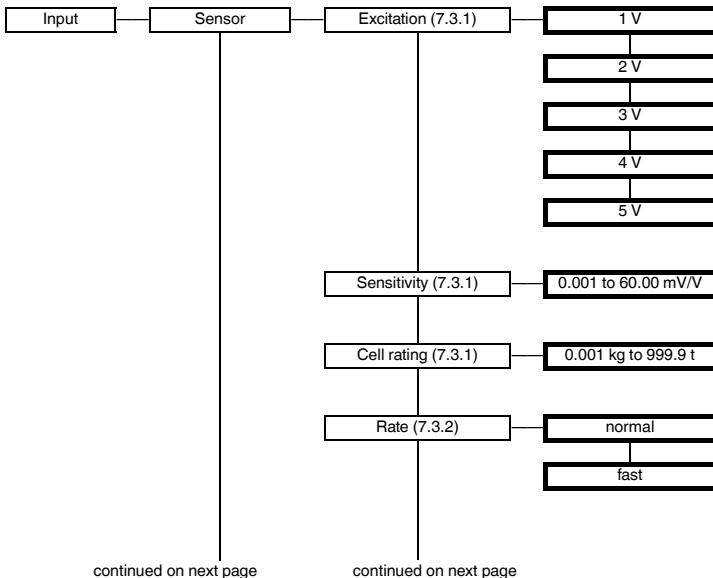 Input
Sensor
Excitation (7.3.1)
1 V
2 V
3 V
4 V
5 V
Sensitivity (7.3.1)
0.001 to 60.00 mV/V
Cell rating (7.3.1)
0.001 kg to 999.9 t
Rate (7.3.2)
normal
fast
continued on next page
continued on next page